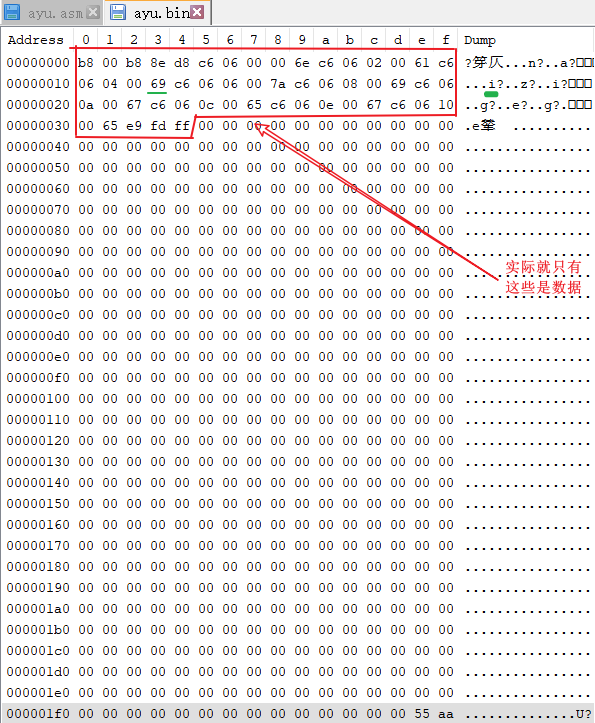 ayu.asm ayu.bin
Address 0 1 2 3 4 5 6 7 8 9 a b c d e f Dump
00000000 b8 00 b8 8e d8 c6 06 00 00 6e c6 06 02 00 61 c6 ...n?..a?
00000010 06 04 00 69 c6 06 06 00 7a c6 06 08 00 69 c6 06 ...i?..z?..i?
00000020 0a 00 67 c6 06 0c 00 65 c6 06 0e 00 67 c6 06 10 ..g?..e?..g?
00000030 00 65 e9 fd ff 00 00 00 00 00 00 00 00 00 00 00 .e ...........
00000040 00 00 00 00 00 00 00 00 00 00 00 00 00 00 00 00 ................
00000050 00 00 00 00 00 00 00 00 00 00 00 00 00 00 00 00 ................
00000060 00 00 00 00 00 00 00 00 00 00 00 00 00 00 00 00 ................
00000070 00 00 00 00 00 00 00 00 00 00 00 00 00 00 00 00 ................
00000080 00 00 00 00 00 00 00 00 00 00 00 00 00 00 00 00 ................
00000090 00 00 00 00 00 00 00 00 00 00 00 00 00 00 00 00 ................
000000a0 00 00 00 00 00 00 00 00 00 00 00 00 00 00 00 00 ................
实际就只有
000000b0 00 00 00 00 00 00 00 00 00 00 00 00 00 00 00 00 ................
这些是数据
000000c0 00 00 00 00 00 00 00 00 00 00 00 00 00 00 00 00 ................
000000d0 00 00 00 00 00 00 00 00 00 00 00 00 00 00 00 00 ................
000000e0 00 00 00 00 00 00 00 00 00 00 00 00 00 00 00 00 ................
000000f0 00 00 00 00 00 00 00 00 00 00 00 00 00 00 00 00 ................
00000100 00 00 00 00 00 00 00 00 00 00 00 00 00 00 00 00 ................
00000110 00 00 00 00 00 00 00 00 00 00 00 00 00 00 00 00 ................
00000120 00 00 00 00 00 00 00 00 00 00 00 00 00 00 00 00 ................
00000130 00 00 00 00 00 00 00 00 00 00 00 00 00 00 00 00 ................
00000140 00 00 00 00 00 00 00 00 00 00 00 00 00 00 00 00 ................
00000150 00 00 00 00 00 00 00 00 00 00 00 00 00 00 00 00 ................
00000160 00 00 00 00 00 00 00 00 00 00 00 00 00 00 00 00 ................
00000170 00 00 00 00 00 00 00 00 00 00 00 00 00 00 00 00 ................
00000180 00 00 00 00 00 00 00 00 00 00 00 00 00 00 00 00 ................
00000190 00 00 00 00 00 00 00 00 00 00 00 00 00 00 00 00 ................
000001a0 00 00 00 00 00 00 00 00 00 00 00 00 00 00 00 00 ................
000001b0 00 00 00 00 00 00 00 00 00 00 00 00 00 00 00 00 ................
000001c0 00 00 00 00 00 00 00 00 00 00 00 00 00 00 00 00 ................
000001d0 00 00 00 00 00 00 00 00 00 00 00 00 00 00 00 00 ................
000001e0 00 00 00 00 00 00 00 00 00 00 00 00 00 00 00 00 ................
000001f0 00 00 00 00 00 00 00 00 00 00 00 00 00 00 55 aa ..............U?